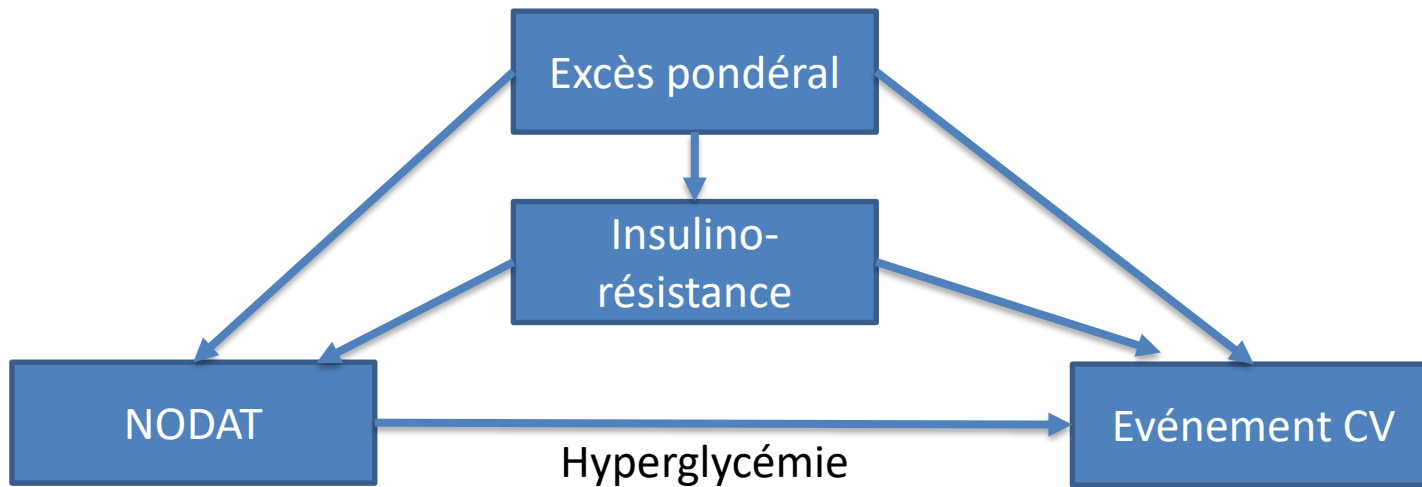 Excès pondéral
Insulino-
résistance
NODAT
Evénement CV
Hyperglycémie